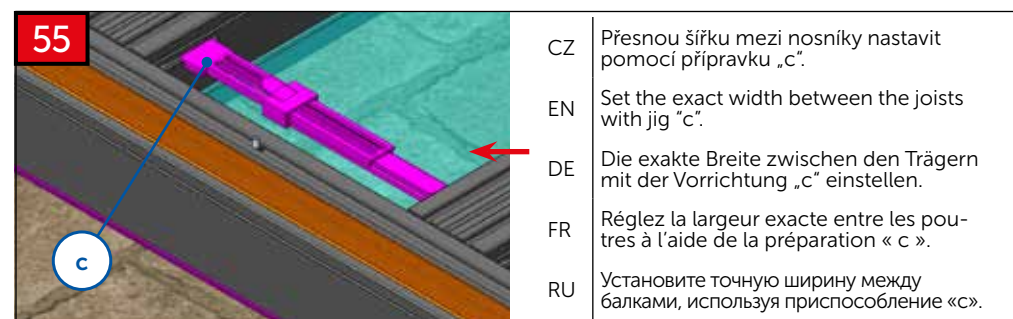 55
c
CZ
Přesnou šířku mezi nosníky nastavit
pomocí přípravku „c“.
EN
Set the exact width between the joists
with jig “c”.
DE
Die exakte Breite zwischen den Trägern
mit der Vorrichtung „c“ einstellen.
FR
Réglez la largeur exacte entre les pou-
tres à l'aide de la préparation « c ».
RU
Установите точную ширину между
балками, используя приспособление «c».